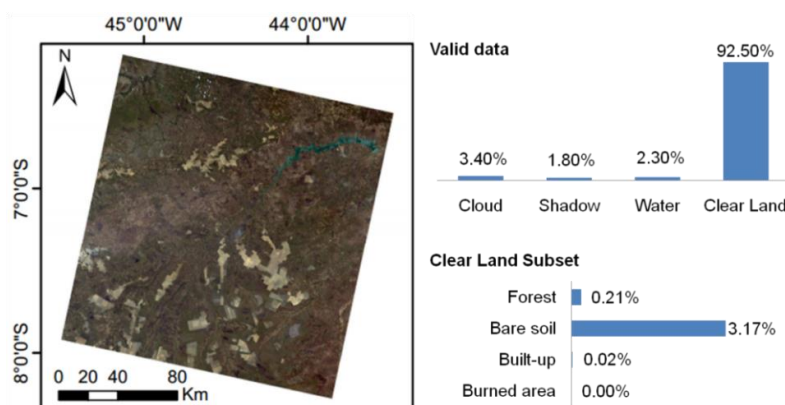 45°0'0"W 44°0'0"W
N
7°0'0"S
8°0'0"S
0 20 40 80
Km
Valid data
92.50%
3.40% 1.80% 2.30%
Cloud Shadow Water Clear Land
Clear Land Subset
Forest 0.21%
Bare soil 3.17%
Built-up 0.02%
Burned area 0.00%